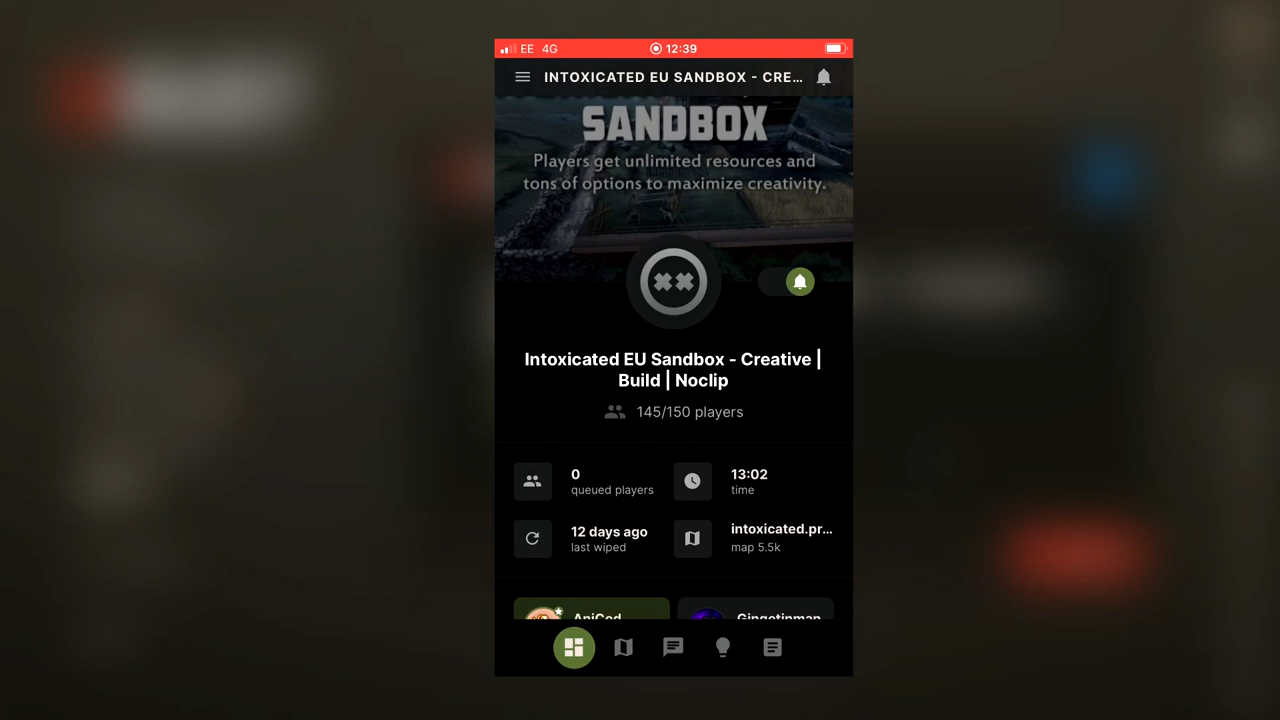 EE 4G 12:39
INTOXICATED EU SANDBOX - CRE...
SANDBOX
Players get unlimited resources and
tons of options to maximize creativity.
Intoxicated EU Sandbox - Creative |
Build | Noclip
145/150 players
0
queued players
13:02
time
12 days ago
last wiped
intoxicated.pr...
map 5.5k
AniCod
Gingetinman